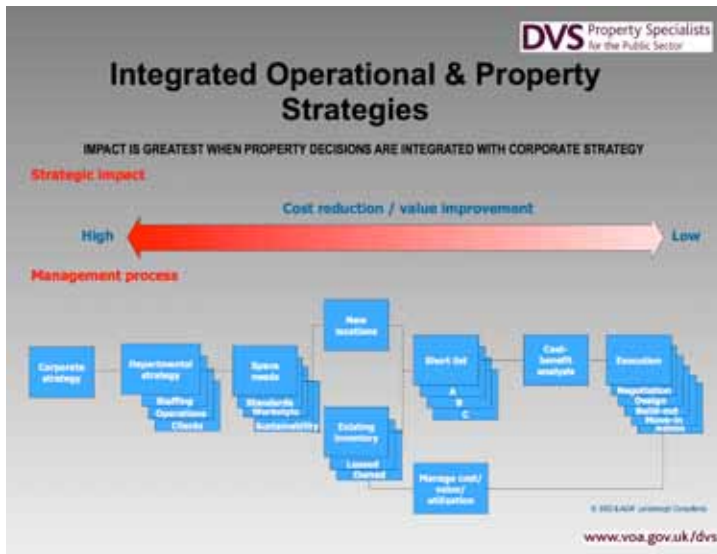 DVS Property Specialists
for the Public Sector
Integrated Operational & Property
Strategies
IMPACT IS GREATEST WHEN PROPERTY DECISIONS ARE INTEGRATED WITH CORPORATE STRATEGY
Strategic impact
Cost reduction / value improvement
High
Low
Management process
Corporate
strategy
Departmental
strategy
Staffing
Operations
Clients
Space
needs
Standards
Workstyle
Sustainability
New
locations
Existing
inventory
Leased
Owned
Short list
A
B
C
Cost-
benefit
analysis
Execution
Negotiation
Design
Build-out
Move-in
Manage cost/
value/
utilization
www.voa.gov.uk/dvs